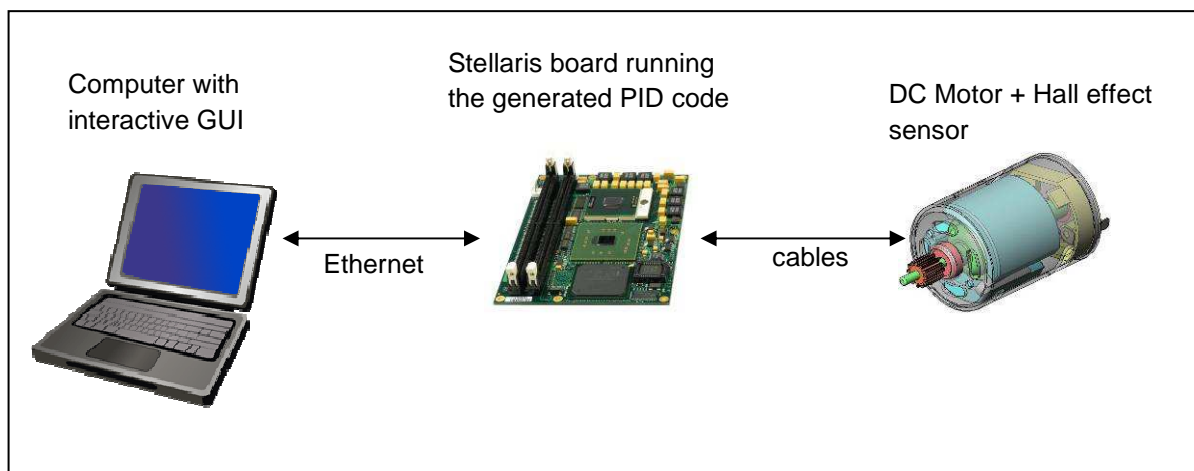 Computer with
interactive GUI
Stellaris board running
the generated PID code
DC Motor + Hall effect
sensor
Ethernet
cables